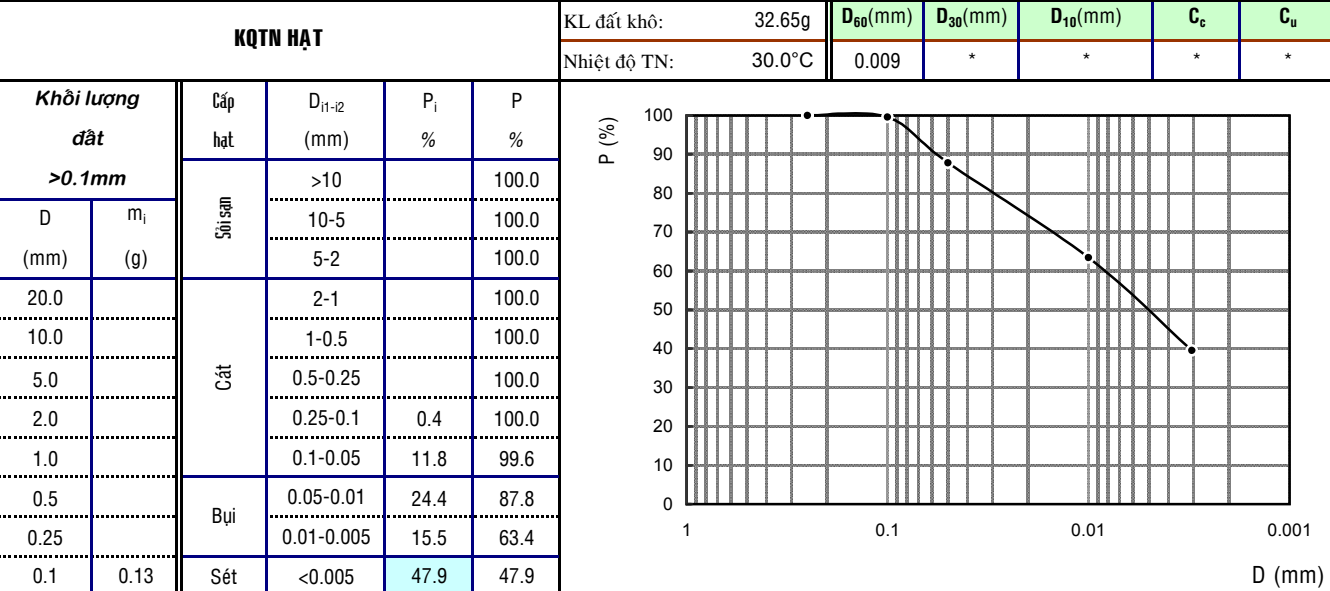 KQTN HẠT
KL đất khô: 32.65g
Nhiệt độ TN: 30.0°C
D60(mm) D30(mm) D10(mm) Cc Cu
0.009 * * * *
Khối lượng
đất
>0.1mm
D mi
(mm) (g)
20.0
10.0
5.0
2.0
1.0
0.5
0.25
0.1 0.13
Cấp Di1-i2 Pi P
hạt (mm) % %
Sỏi sạn
>10 100.0
10-5 100.0
5-2 100.0
Cát
2-1 100.0
1-0.5 100.0
0.5-0.25 100.0
0.25-0.1 0.4 100.0
0.1-0.05 11.8 99.6
Bụi
0.05-0.01 24.4 87.8
0.01-0.005 15.5 63.4
Sét <0.005 47.9 47.9
P (%)
100
90
80
70
60
50
40
30
20
10
0
1 0.1 0.01 0.001
D (mm)